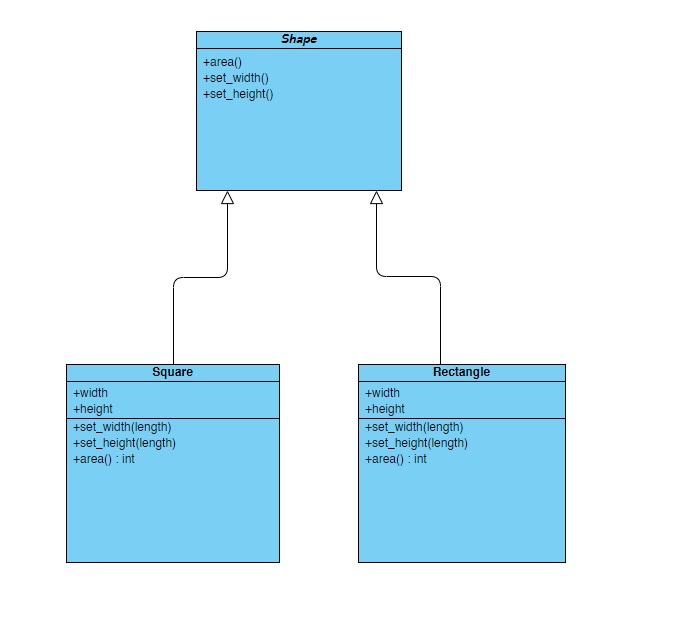 Shape
+area()
+set_width()
+set_height()
Square
+width
+height
+set_width(length)
+set_height(length)
+area() : int
Rectangle
+width
+height
+set_width(length)
+set_height(length)
+area() : int